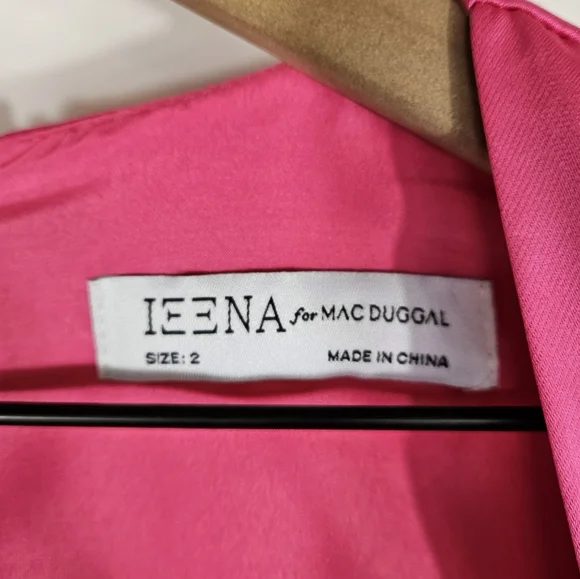 IEENA for MAC DUGGAL
SIZE: 2 MADE IN CHINA